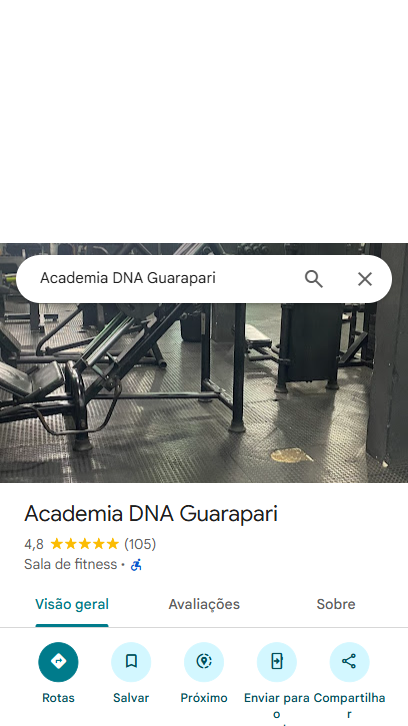 Academia DNA Guarapari
Academia DNA Guarapari
4,8 (105)
Sala de fitness ·
Visão geral Avaliações Sobre
Rotas Salvar Próximo Enviar para o Compartilhar